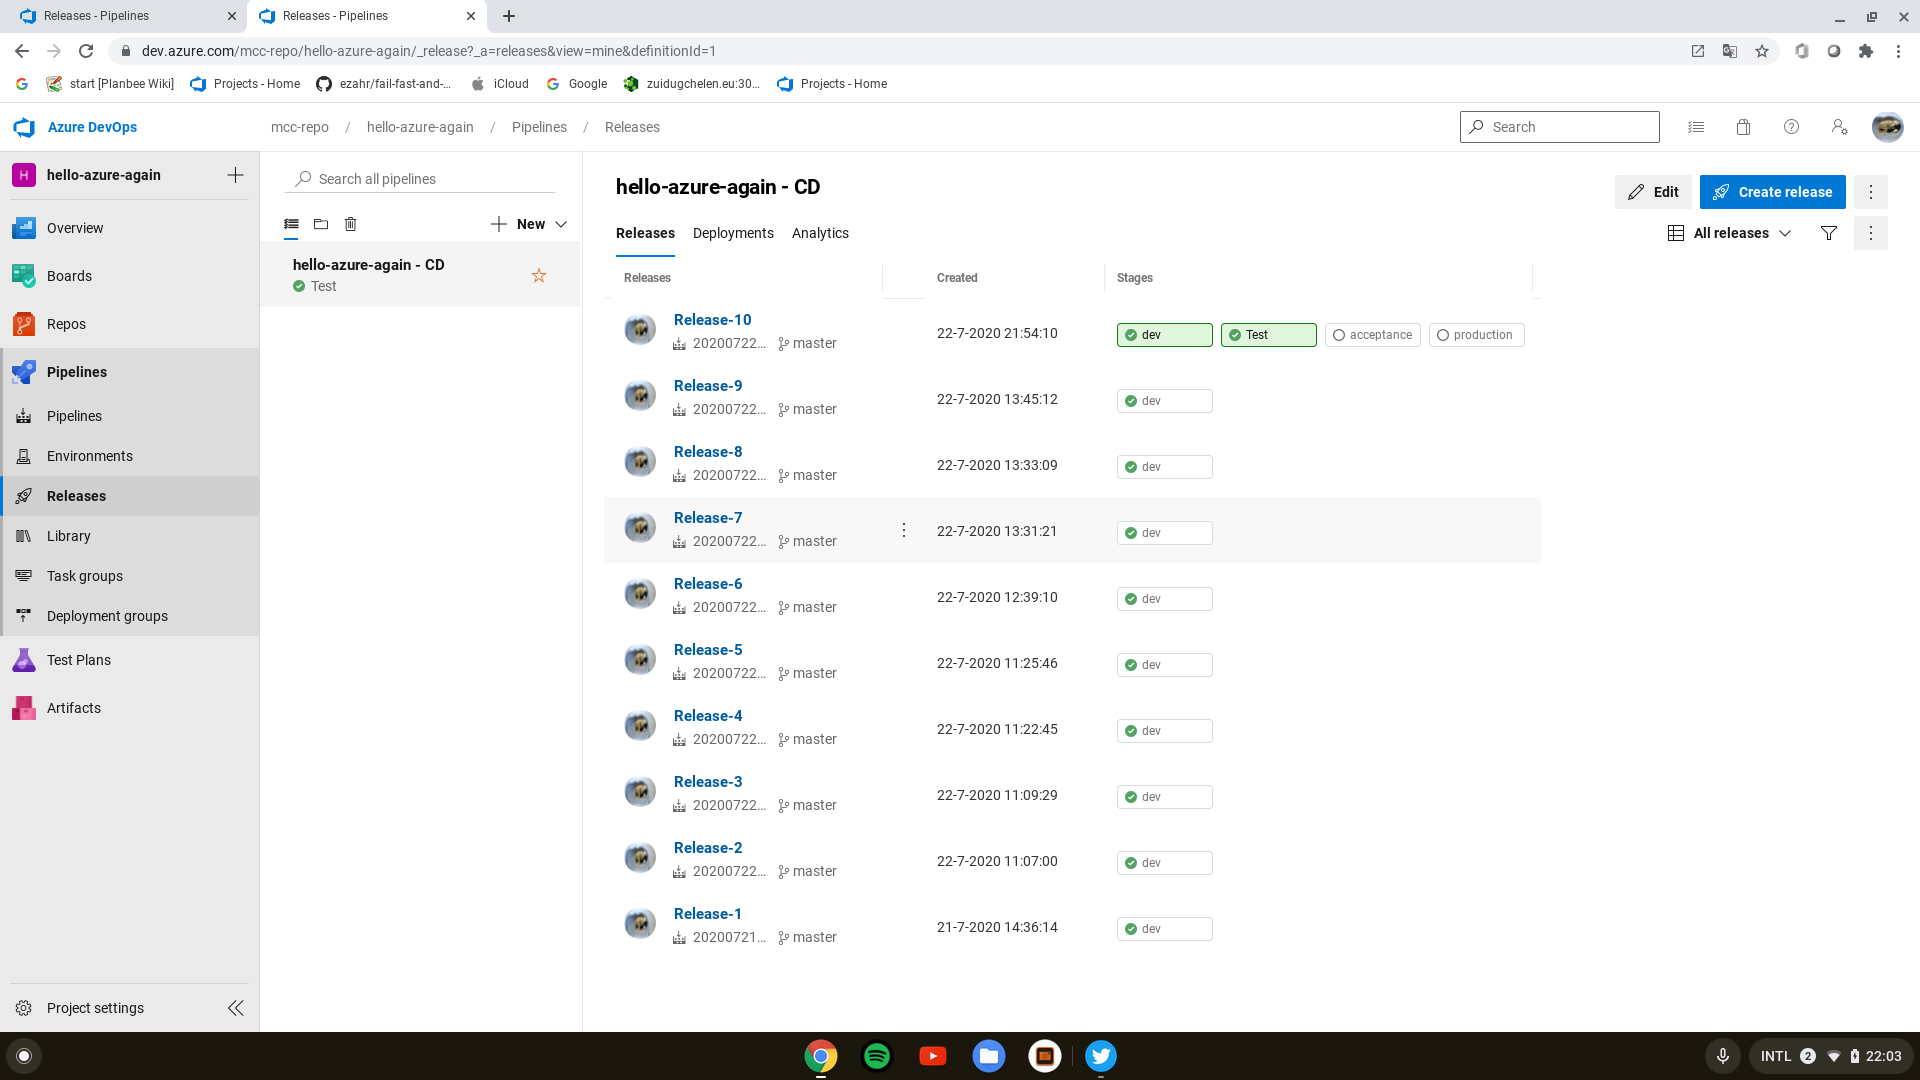 Releases - Pipelines
Releases - Pipelines
dev.azure.com/mcc-repo/hello-azure-again/_release?_a=releases&view=mine&definitionId=1
start [Planbee Wiki]
Projects - Home
ezahr/fail-fast-and-...
iCloud
Google
zuidugchelen.eu:30...
Projects - Home
Azure DevOps
mcc-repo / hello-azure-again / Pipelines / Releases
Search
H hello-azure-again
Overview
Boards
Repos
Pipelines
Pipelines
Environments
Releases
Library
Task groups
Deployment groups
Test Plans
Artifacts
Project settings
Search all pipelines
New
hello-azure-again - CD
Test
hello-azure-again - CD
Edit
Create release
Releases Deployments Analytics
All releases
Releases Created Stages
Release-10
20200722... master
22-7-2020 21:54:10
dev Test acceptance production
Release-9
20200722... master
22-7-2020 13:45:12
dev
Release-8
20200722... master
22-7-2020 13:33:09
dev
Release-7
20200722... master
22-7-2020 13:31:21
dev
Release-6
20200722... master
22-7-2020 12:39:10
dev
Release-5
20200722... master
22-7-2020 11:25:46
dev
Release-4
20200722... master
22-7-2020 11:22:45
dev
Release-3
20200722... master
22-7-2020 11:09:29
dev
Release-2
20200722... master
22-7-2020 11:07:00
dev
Release-1
20200721... master
21-7-2020 14:36:14
dev
INTL 2 22:03